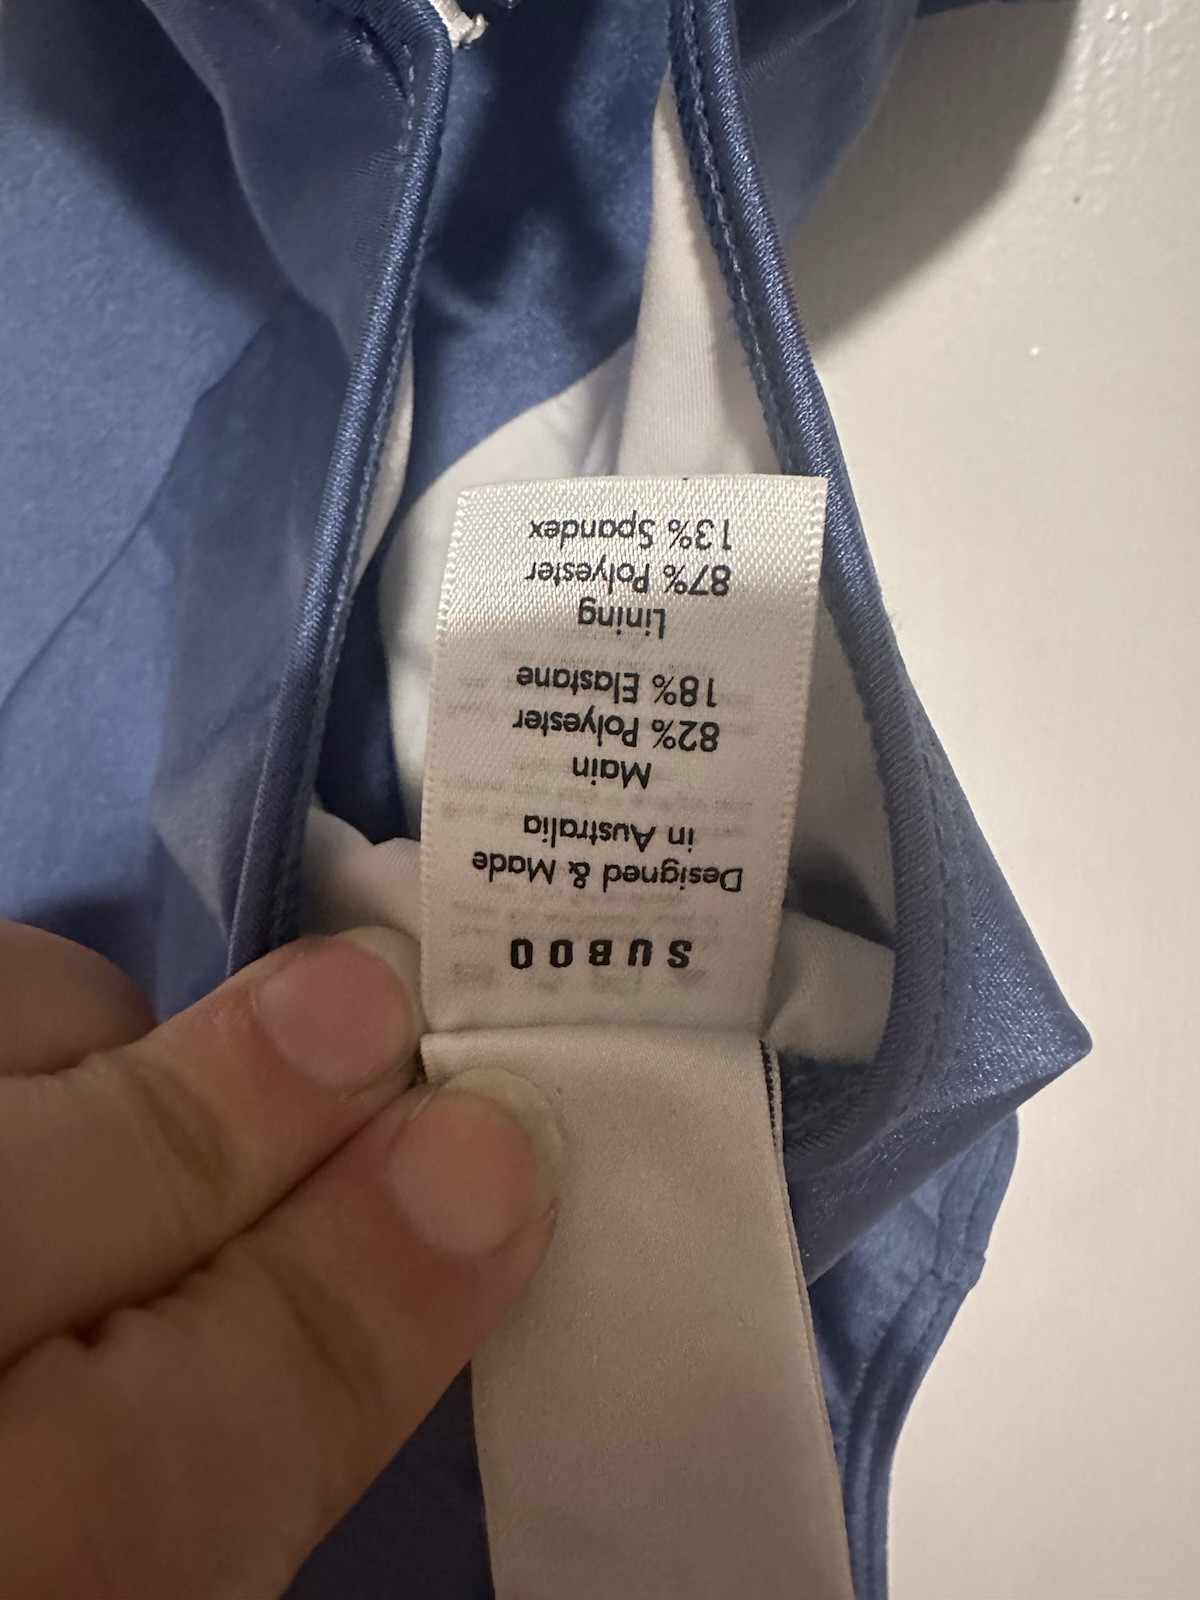 SUBOO
Designed & Made
in Australia
Main
82% Polyester
18% Elastane
Lining
87% Polyester
13% Spandex